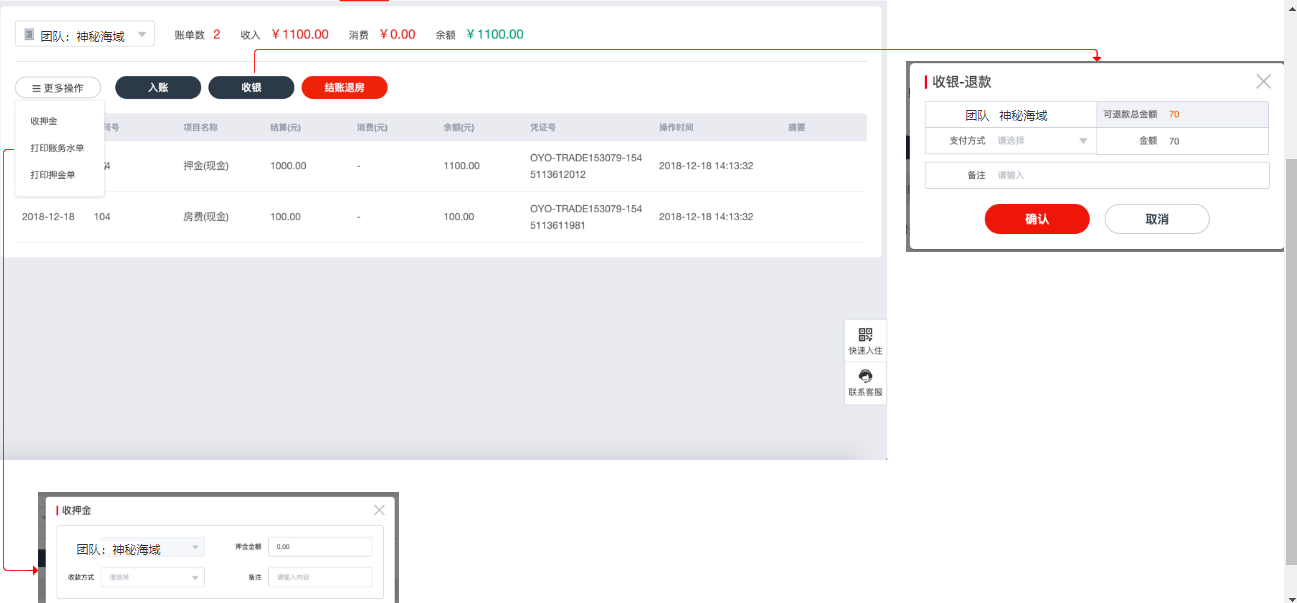 团队：神秘海域 账单数 2 收入 ￥1100.00 消费 ￥0.00 余额 ￥1100.00
更多操作 入账 收银 结账退房
收押金
打印账务水单
打印押金单
间号 项目名称 结算(元) 消费(元) 余额(元) 凭证号 操作时间 摘要
押金(现金) 1000.00 - 1100.00 OYO-TRADE153079-154
5113612012 2018-12-18 14:13:32
2018-12-18 104 房费(现金) 100.00 - 100.00 OYO-TRADE153079-154
5113611981 2018-12-18 14:13:32
快速入住
联系客服
收银-退款
团队 神秘海域 可退款总金额 70
支付方式 请选择 金额 70
备注 请输入
确认 取消
收押金
团队：神秘海域 押金金额 0.00
收款方式 请选择 备注 请输入内容